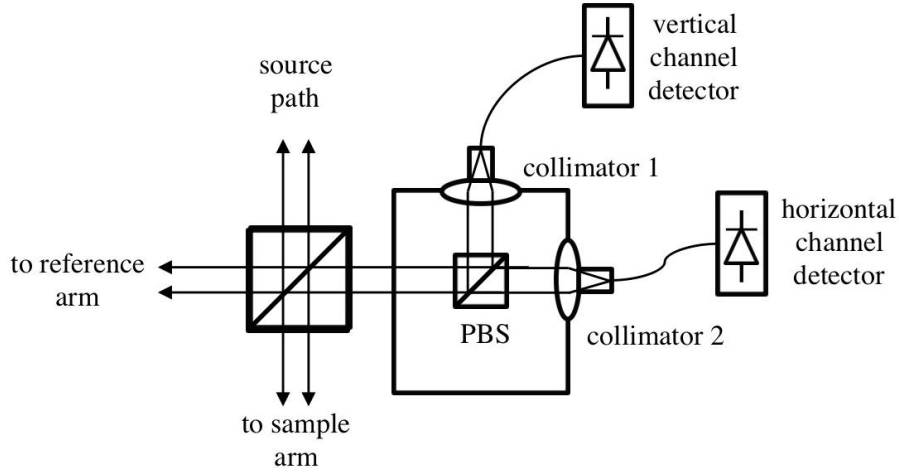 vertical
channel
detector
source
path
collimator 1
horizontal
channel
detector
to reference
arm
PBS
collimator 2
to sample
arm